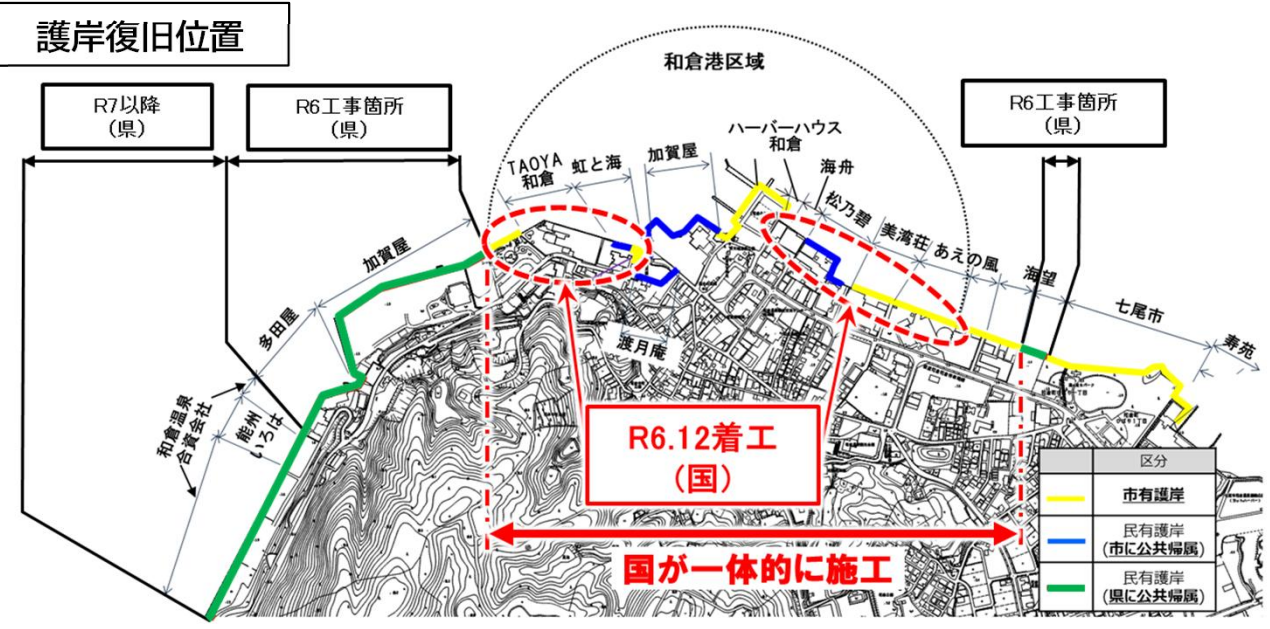 護岸復旧位置
R7以降
(県)
R6工事箇所
(県)
和倉港区域
R6工事箇所
(県)
TAOYA
和倉
虹と海
加賀屋
ハーバーハウス
和倉
海舟
松乃碧
美湾荘
あえの風
海望
七尾市
寿苑
加賀屋
多田屋
和倉温泉
合資会社
能州
いろは
渡月庵
R6.12着工
(国)
国が一体的に施工
区分
市有護岸
民有護岸
(市に公共帰属)
民有護岸
(県に公共帰属)